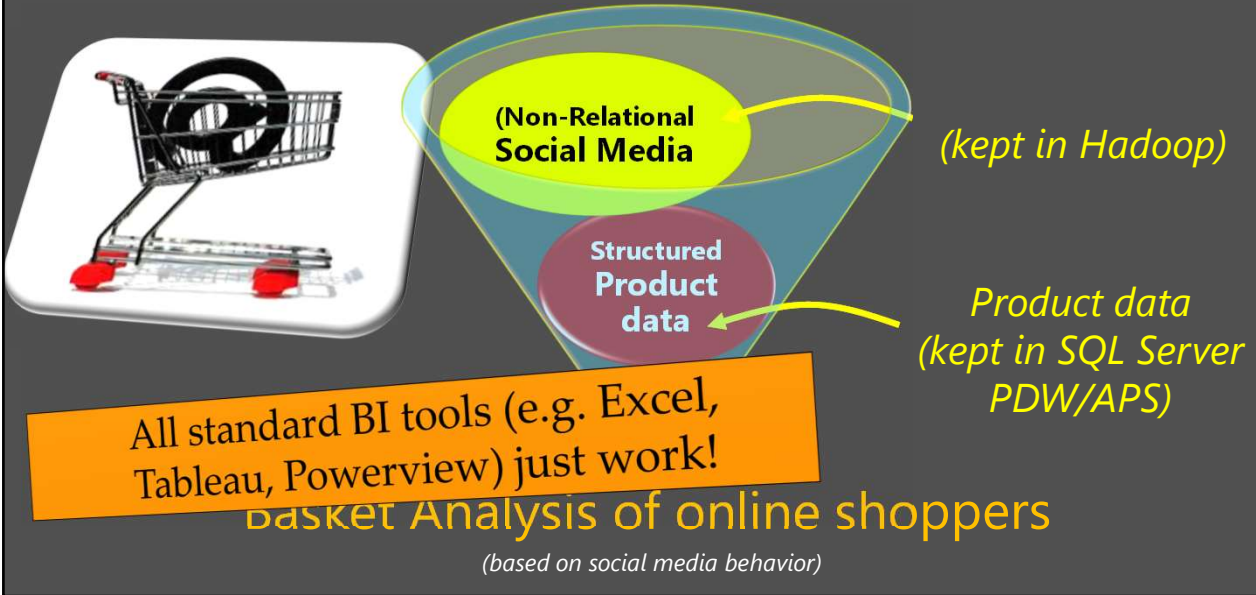 (Non-Relational
Social Media
(kept in Hadoop)
Structured
Product
data
Product data
(kept in SQL Server
PDW/APS)
All standard BI tools (e.g. Excel,
Tableau, Powerview) just work!
Basket Analysis of online shoppers
(based on social media behavior)